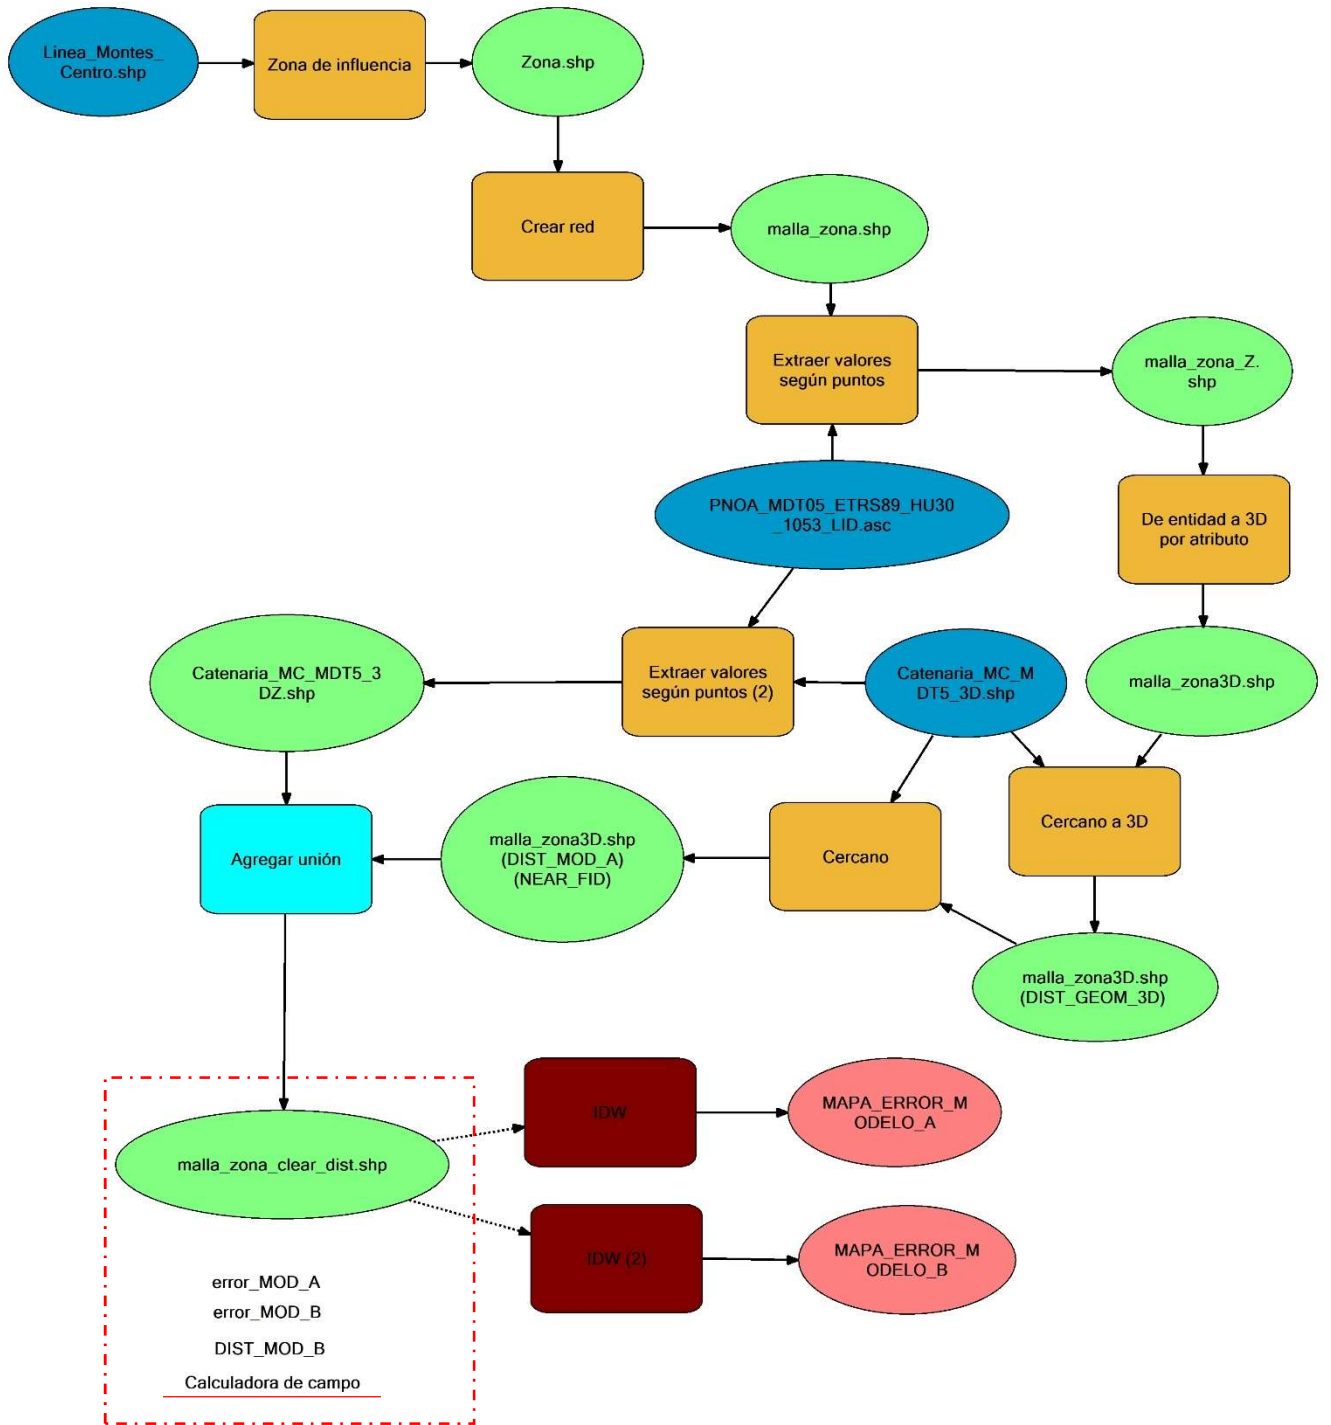 Linea_Montes_
Centro.shp
Zona de influencia
Zona.shp
Crear red
malla_zona.shp
Extraer valores
según puntos
malla_zona_Z.
shp
PNOA_MDT05_ETRS89_HU30
_1053_LID.asc
De entidad a 3D
por atributo
Catenaria_MC_MDT5_3
DZ.shp
Extraer valores
según puntos (2)
Catenaria_MC_M
DT5_3D.shp
malla_zona3D.shp
Agregar unión
malla_zona3D.shp
(DIST_MOD_A)
(NEAR_FID)
Cercano
Cercano a 3D
malla_zona3D.shp
(DIST_GEOM_3D)
malla_zona_clear_dist.shp
IDW
MAPA_ERROR_M
ODELO_A
IDW (2)
MAPA_ERROR_M
ODELO_B
error_MOD_A
error_MOD_B
DIST_MOD_B
Calculadora de campo